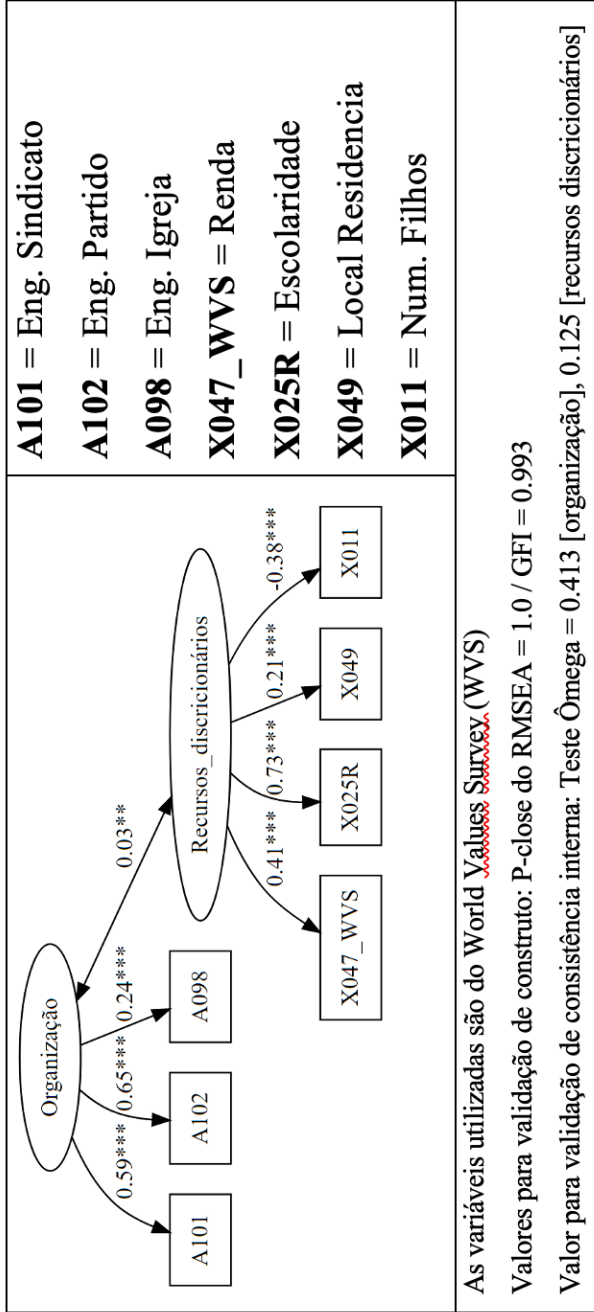 Organização
0.03**
0.59*** 0.65*** 0.24***
A101 A102 A098
Recursos_discricionários
0.41*** 0.73*** 0.21*** -0.38***
X047_WVS X025R X049 X011
A101 = Eng. Sindicato
A102 = Eng. Partido
A098 = Eng. Igreja
X047_WVS = Renda
X025R = Escolaridade
X049 = Local Residencia
X011 = Num. Filhos
As variáveis utilizadas são do World Values Survey (WVS)
Valores para validação de construto: P-close do RMSEA = 1.0 / GFI = 0.993
Valor para validação de consistência interna: Teste Ômega = 0.413 [organização], 0.125 [recursos discricionários]